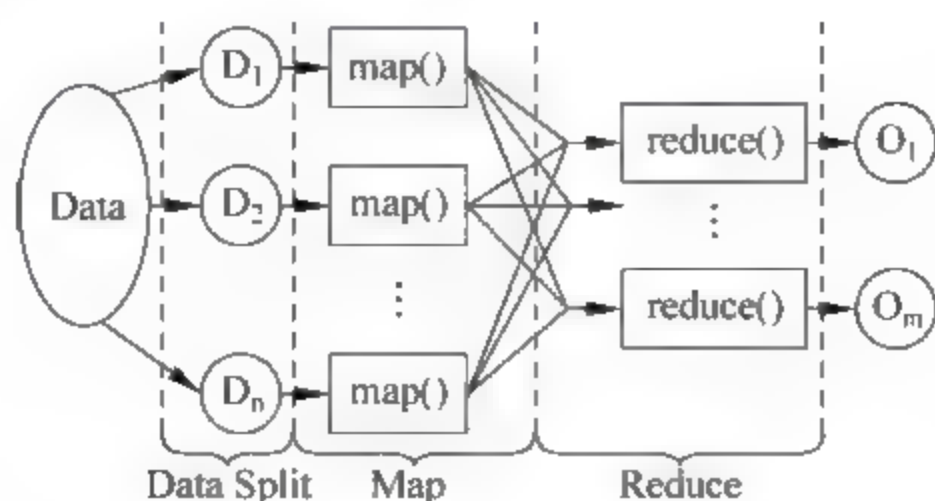 Data
D₁
map()
D₂
map()
⋮
Dₙ
map()
reduce()
O₁
⋮
reduce()
Oₘ
Data Split
Map
Reduce